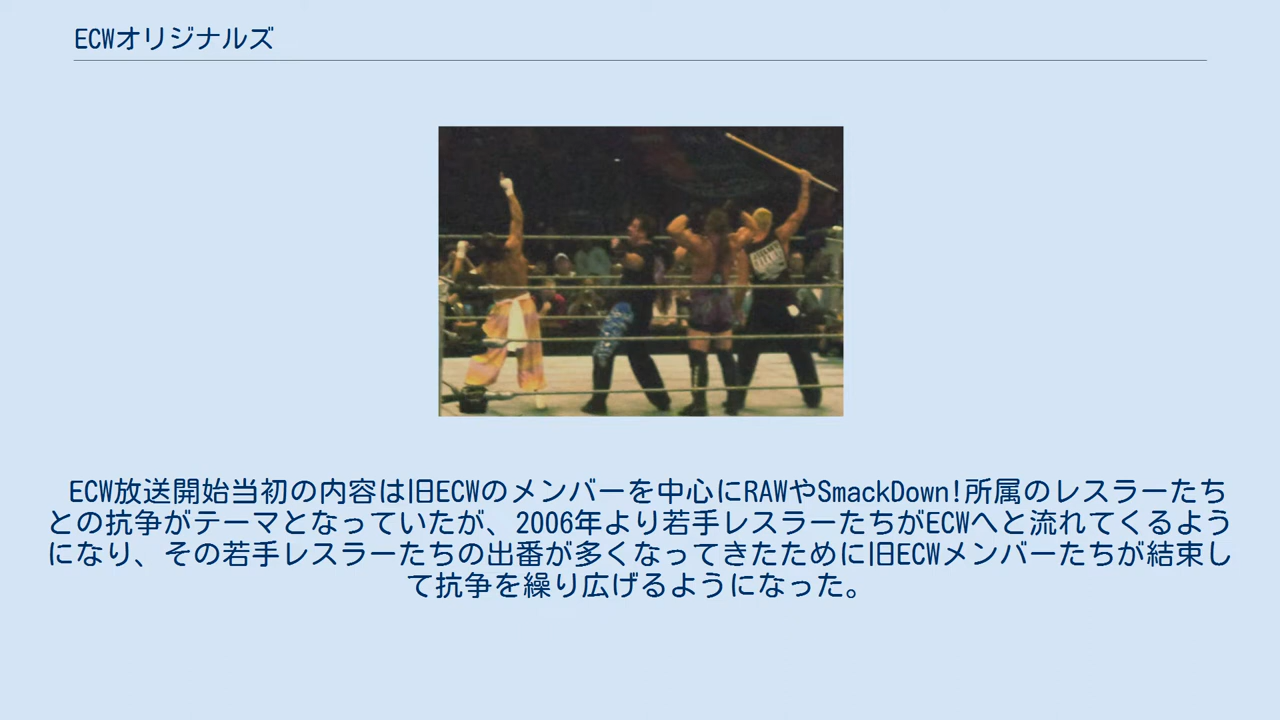 ECWオリジナルズ
ECW放送開始当初の内容は旧ECWのメンバーを中心にRAWやSmackDown!所属のレスラーたち
との抗争がテーマとなっていたが、2006年より若手レスラーたちがECWへと流れてくるよう
になり、その若手レスラーたちの出番が多くなってきたために旧ECWメンバーたちが結束し
て抗争を繰り広げるようになった。